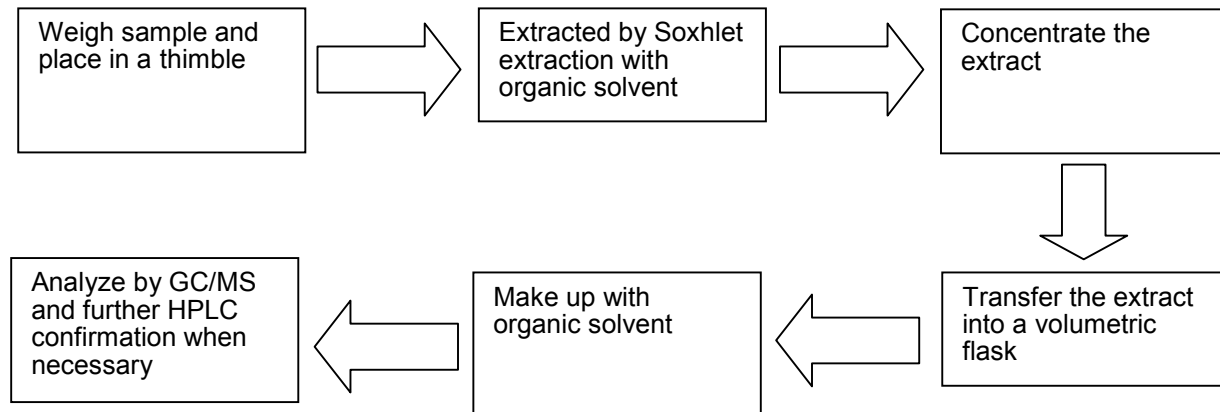 Weigh sample and
place in a thimble
Extracted by Soxhlet
extraction with
organic solvent
Concentrate the
extract
Transfer the extract
into a volumetric
flask
Make up with
organic solvent
Analyze by GC/MS
and further HPLC
confirmation when
necessary